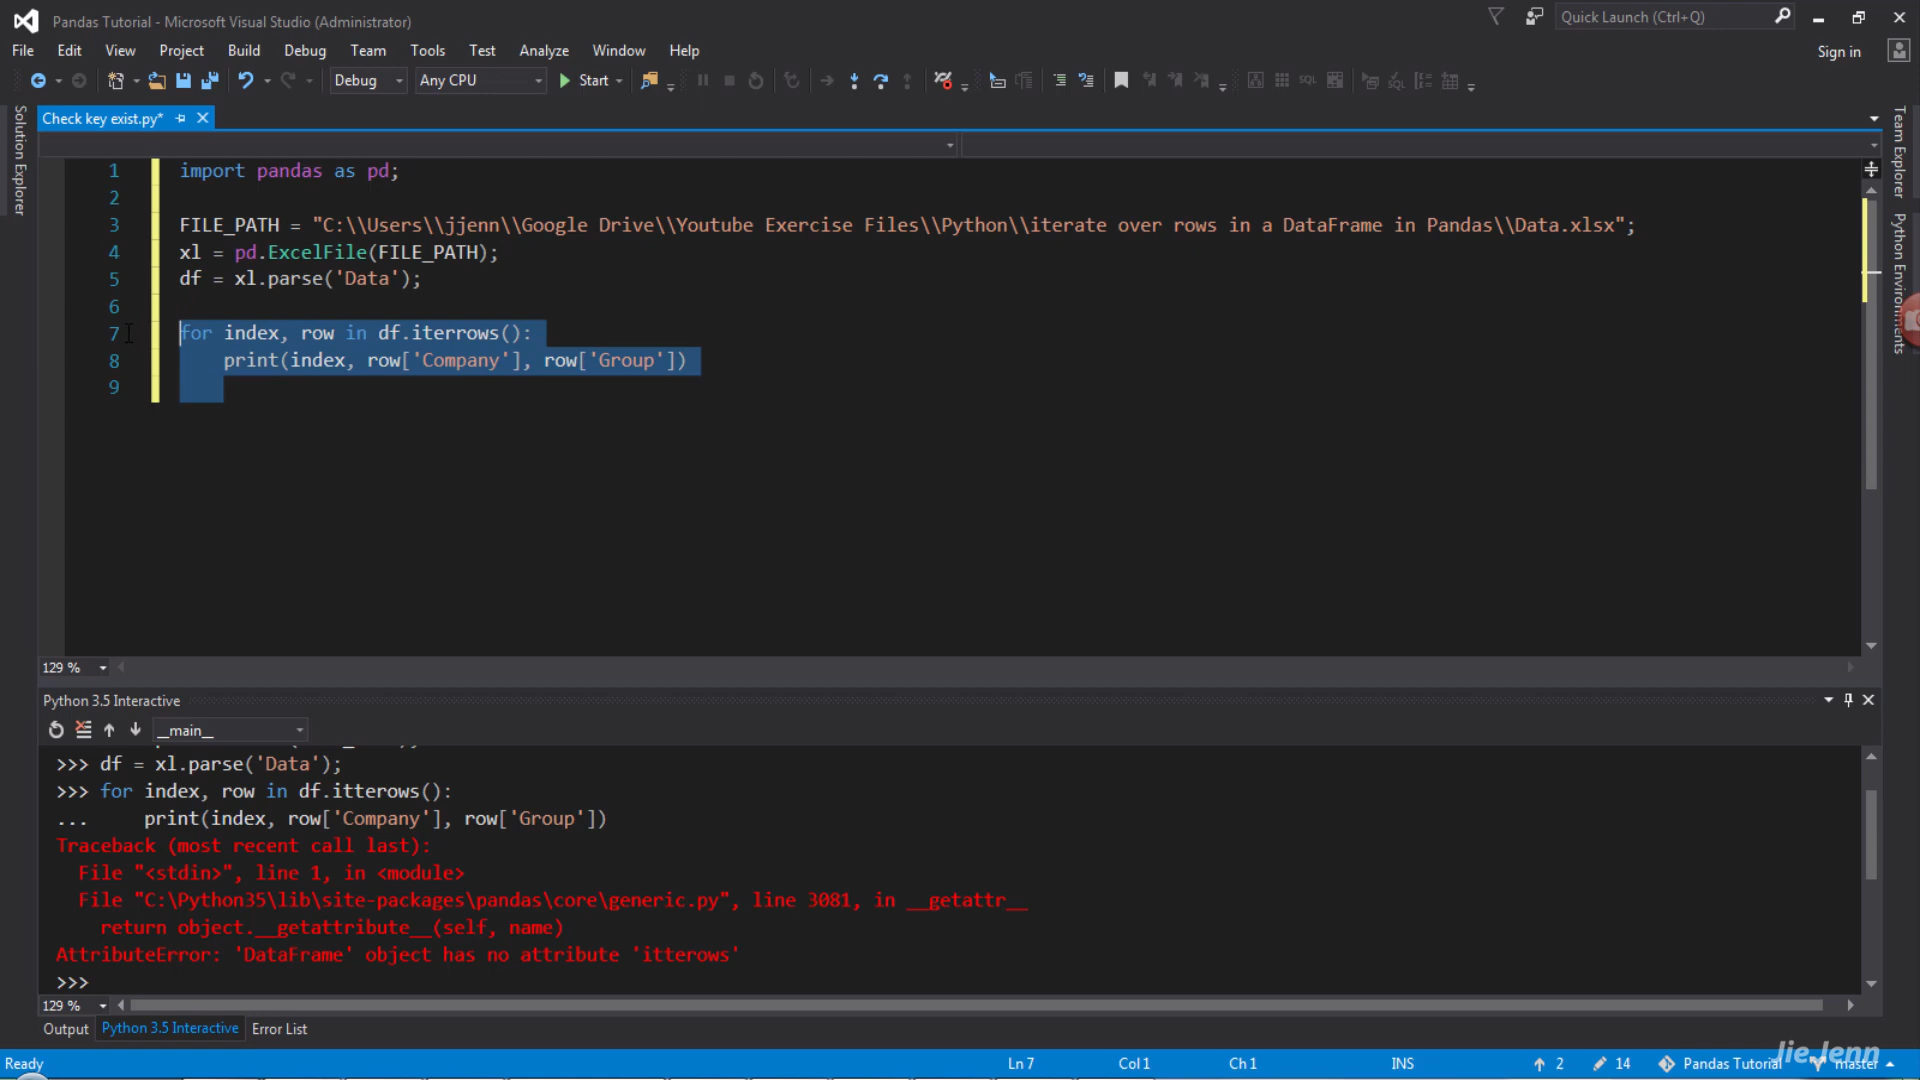 Pandas Tutorial - Microsoft Visual Studio (Administrator)
Quick Launch (Ctrl+Q)
File Edit View Project Build Debug Team Tools Test Analyze Window Help
Sign in
Debug Any CPU Start
Solution Explorer
Check key exist.py*
Team Explorer
Python Environments
1 import pandas as pd;
2
3 FILE_PATH = "C:\\Users\\jjenn\\Google Drive\\Youtube Exercise Files\\Python\\iterate over rows in a DataFrame in Pandas\\Data.xlsx";
4 xl = pd.ExcelFile(FILE_PATH);
5 df = xl.parse('Data');
6
7 for index, row in df.iterrows():
8 print(index, row['Company'], row['Group'])
9
129 %
Python 3.5 Interactive
__main__
>>> df = xl.parse('Data');
>>> for index, row in df.itterows():
... print(index, row['Company'], row['Group'])
Traceback (most recent call last):
File "<stdin>", line 1, in <module>
File "C:\Python35\lib\site-packages\pandas\core\generic.py", line 3081, in __getattr__
return object.__getattribute__(self, name)
AttributeError: 'DataFrame' object has no attribute 'itterows'
>>>
129 %
Output Python 3.5 Interactive Error List
Ready Ln 7 Col 1 Ch 1 INS 2 14 Pandas Tutorial master
Jie Jenn